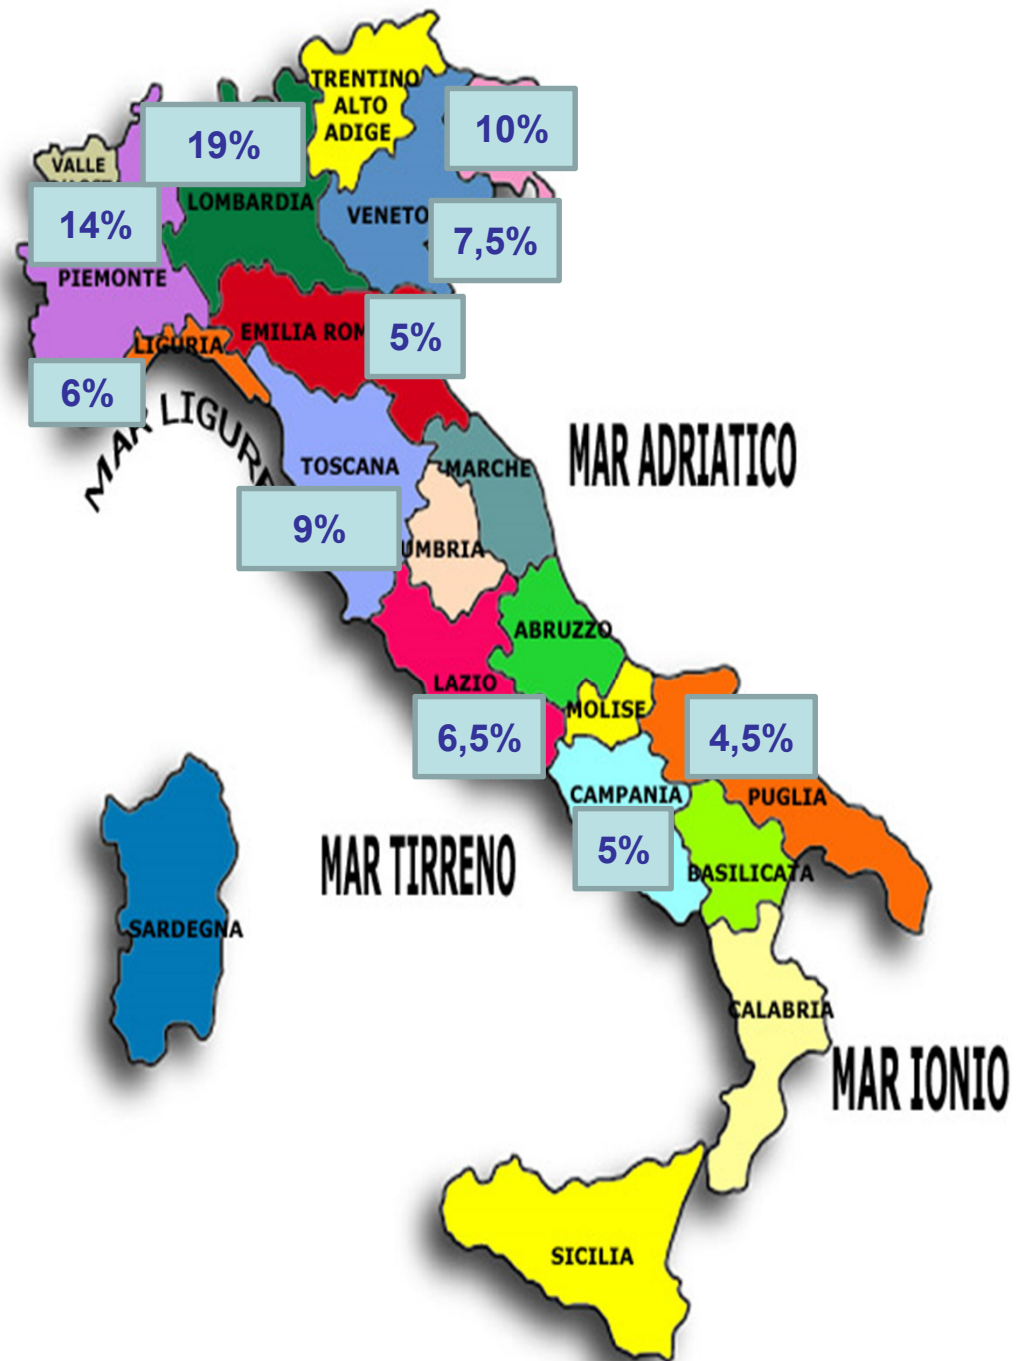 TRENTINO
ALTO
ADIGE
10%
19%
VALLE
LOMBARDIA
VENETO
14%
7,5%
PIEMONTE
EMILIA ROM
5%
LIGURIA
6%
MAR LIGURE
TOSCANA
MARCHE
MAR ADRIATICO
9%
UMBRIA
ABRUZZO
LAZIO
MOLISE
6,5%
4,5%
CAMPANIA
PUGLIA
5%
MAR TIRRENO
BASILICATA
SARDEGNA
CALABRIA
MAR IONIO
SICILIA